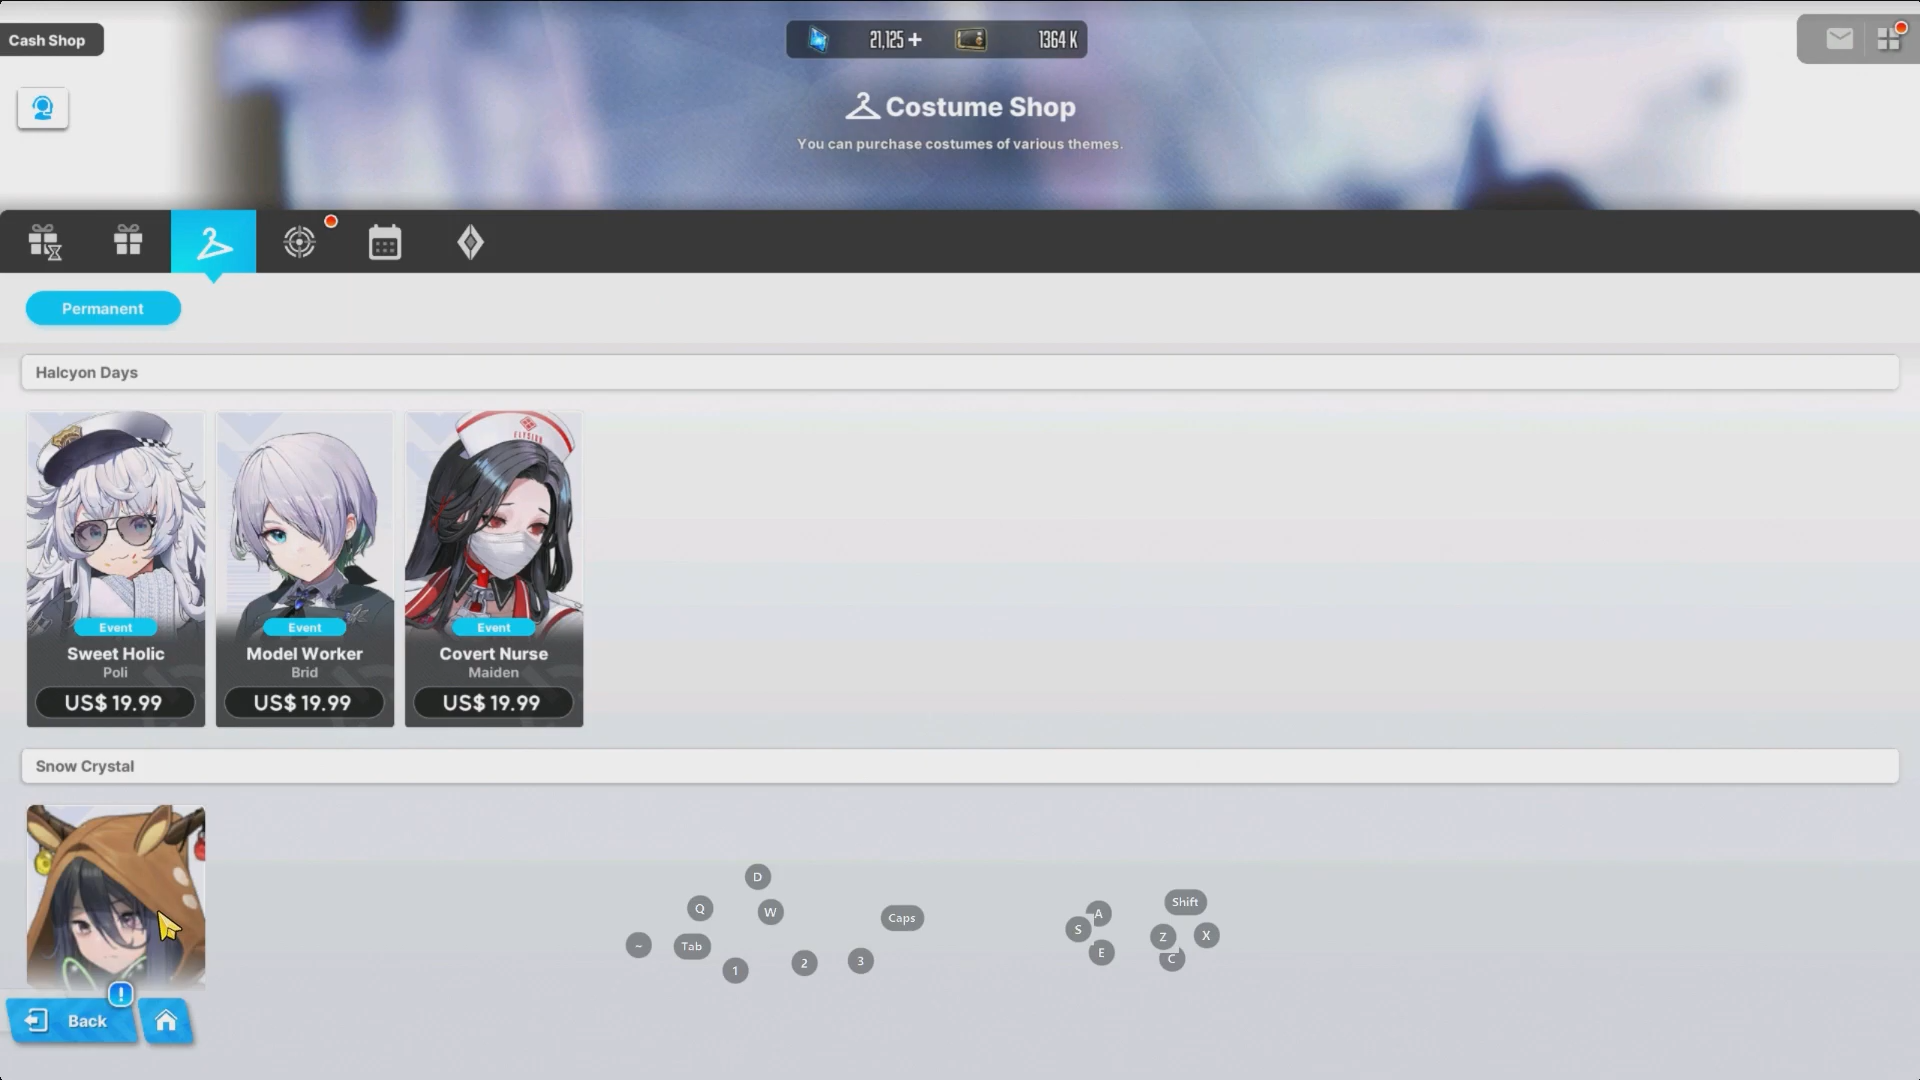 Cash Shop
21,125 +
1364 K
Costume Shop
You can purchase costumes of various themes.
Permanent
Halcyon Days
ELYSION
Event
Sweet Holic
Poli
US$ 19.99
Event
Model Worker
Brid
US$ 19.99
Event
Covert Nurse
Maiden
US$ 19.99
Snow Crystal
D
Q
W
Caps
~
Tab
1
2
3
A
S
E
Shift
Z
X
C
!
Back